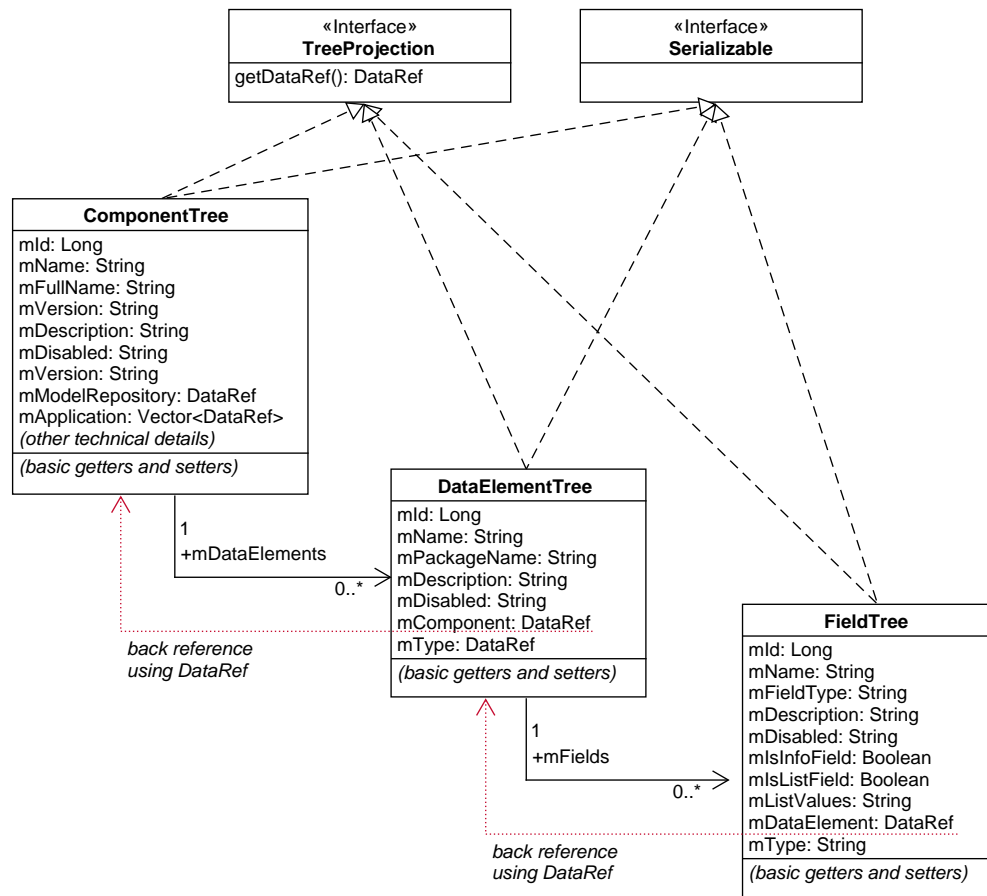 «Interface»
TreeProjection
getDataRef(): DataRef
«Interface»
Serializable
ComponentTree
mId: Long
mName: String
mFullName: String
mVersion: String
mDescription: String
mDisabled: String
mVersion: String
mModelRepository: DataRef
mApplication: Vector<DataRef>
(other technical details)
(basic getters and setters)
1
+mDataElements
0..*
back reference
using DataRef
DataElementTree
mId: Long
mName: String
mPackageName: String
mDescription: String
mDisabled: String
mComponent: DataRef
mType: DataRef
(basic getters and setters)
1
+mFields
0..*
back reference
using DataRef
FieldTree
mId: Long
mName: String
mFieldType: String
mDescription: String
mDisabled: String
mIsInfoField: Boolean
mIsListField: Boolean
mListValues: String
mDataElement: DataRef
mType: String
(basic getters and setters)